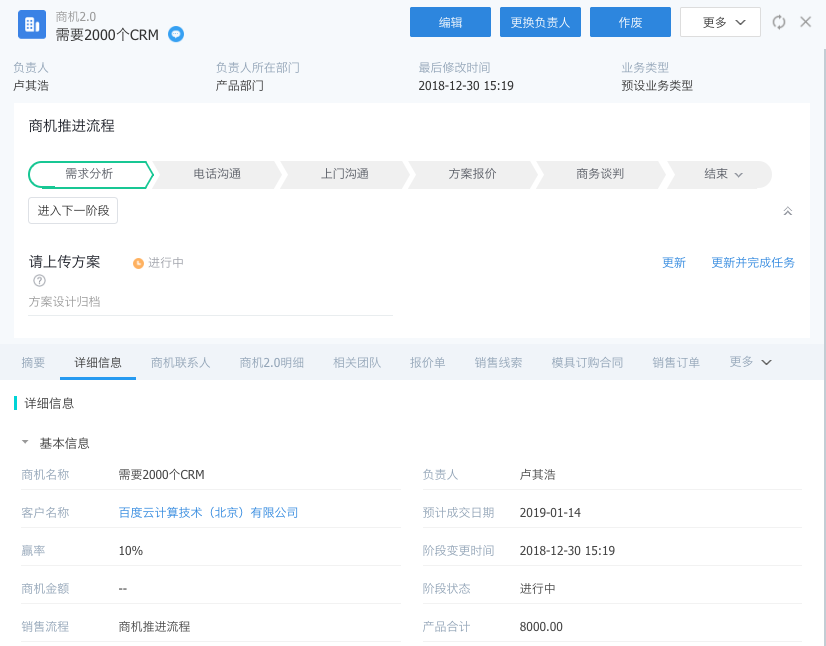 商机2.0
需要2000个CRM
编辑 更换负责人 作废 更多
负责人 负责人所在部门 最后修改时间 业务类型
卢其浩 产品部门 2018-12-30 15:19 预设业务类型
商机推进流程
需求分析 电话沟通 上门沟通 方案报价 商务谈判 结束
进入下一阶段
请上传方案 进行中 更新 更新并完成任务
?
方案设计归档
摘要 详细信息 商机联系人 商机2.0明细 相关团队 报价单 销售线索 模具订购合同 销售订单 更多
详细信息
基本信息
商机名称 需要2000个CRM 负责人 卢其浩
客户名称 百度云计算技术（北京）有限公司 预计成交日期 2019-01-14
赢率 10% 阶段变更时间 2018-12-30 15:19
商机金额 -- 阶段状态 进行中
销售流程 商机推进流程 产品合计 8000.00